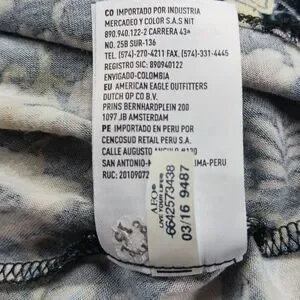 CO IMPORTADO POR INDUSTRIA
MERCADEO Y COLOR S.A.S NIT
890.940.122-2 CARRERA 43ª
NO. 25B SUR-136
TEL. (574)-270-4211 FAX. (574)-331-4445
REGISTRO SIC: 890940122
ENVIGADO-COLOMBIA
EU AMERICAN EAGLE OUTFITTERS
DUTCH OP CO B.V.
PRINS BERNHARDPLEIN 200
1097 JB AMSTERDAM
PE IMPORTADO EN PERU POR
CENCOSUD RETAIL PERU S.A.
CALLE AUGUSTO
SAN ANTONIO- LIMA-PERU
RUC: 20109072
AEO®
LIVE YOUR LIFE®
6642573438
03/16 9487